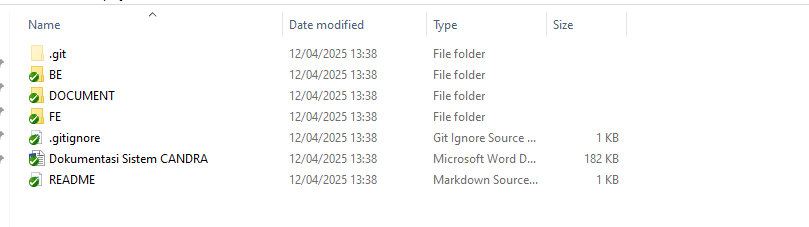 Name Date modified Type Size
.git 12/04/2025 13:38 File folder
BE 12/04/2025 13:38 File folder
DOCUMENT 12/04/2025 13:38 File folder
FE 12/04/2025 13:38 File folder
.gitignore 12/04/2025 13:38 Git Ignore Source ... 1 KB
Dokumentasi Sistem CANDRA 12/04/2025 13:38 Microsoft Word D... 182 KB
README 12/04/2025 13:38 Markdown Source... 1 KB